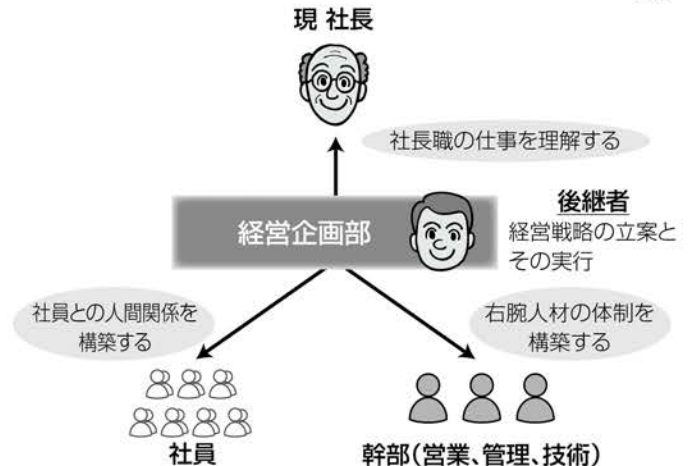 現 社長
社長職の仕事を理解する
経営企画部
後継者
経営戦略の立案と
その実行
社員との人間関係を
構築する
右腕人材の体制を
構築する
社員
幹部(営業、管理、技術)